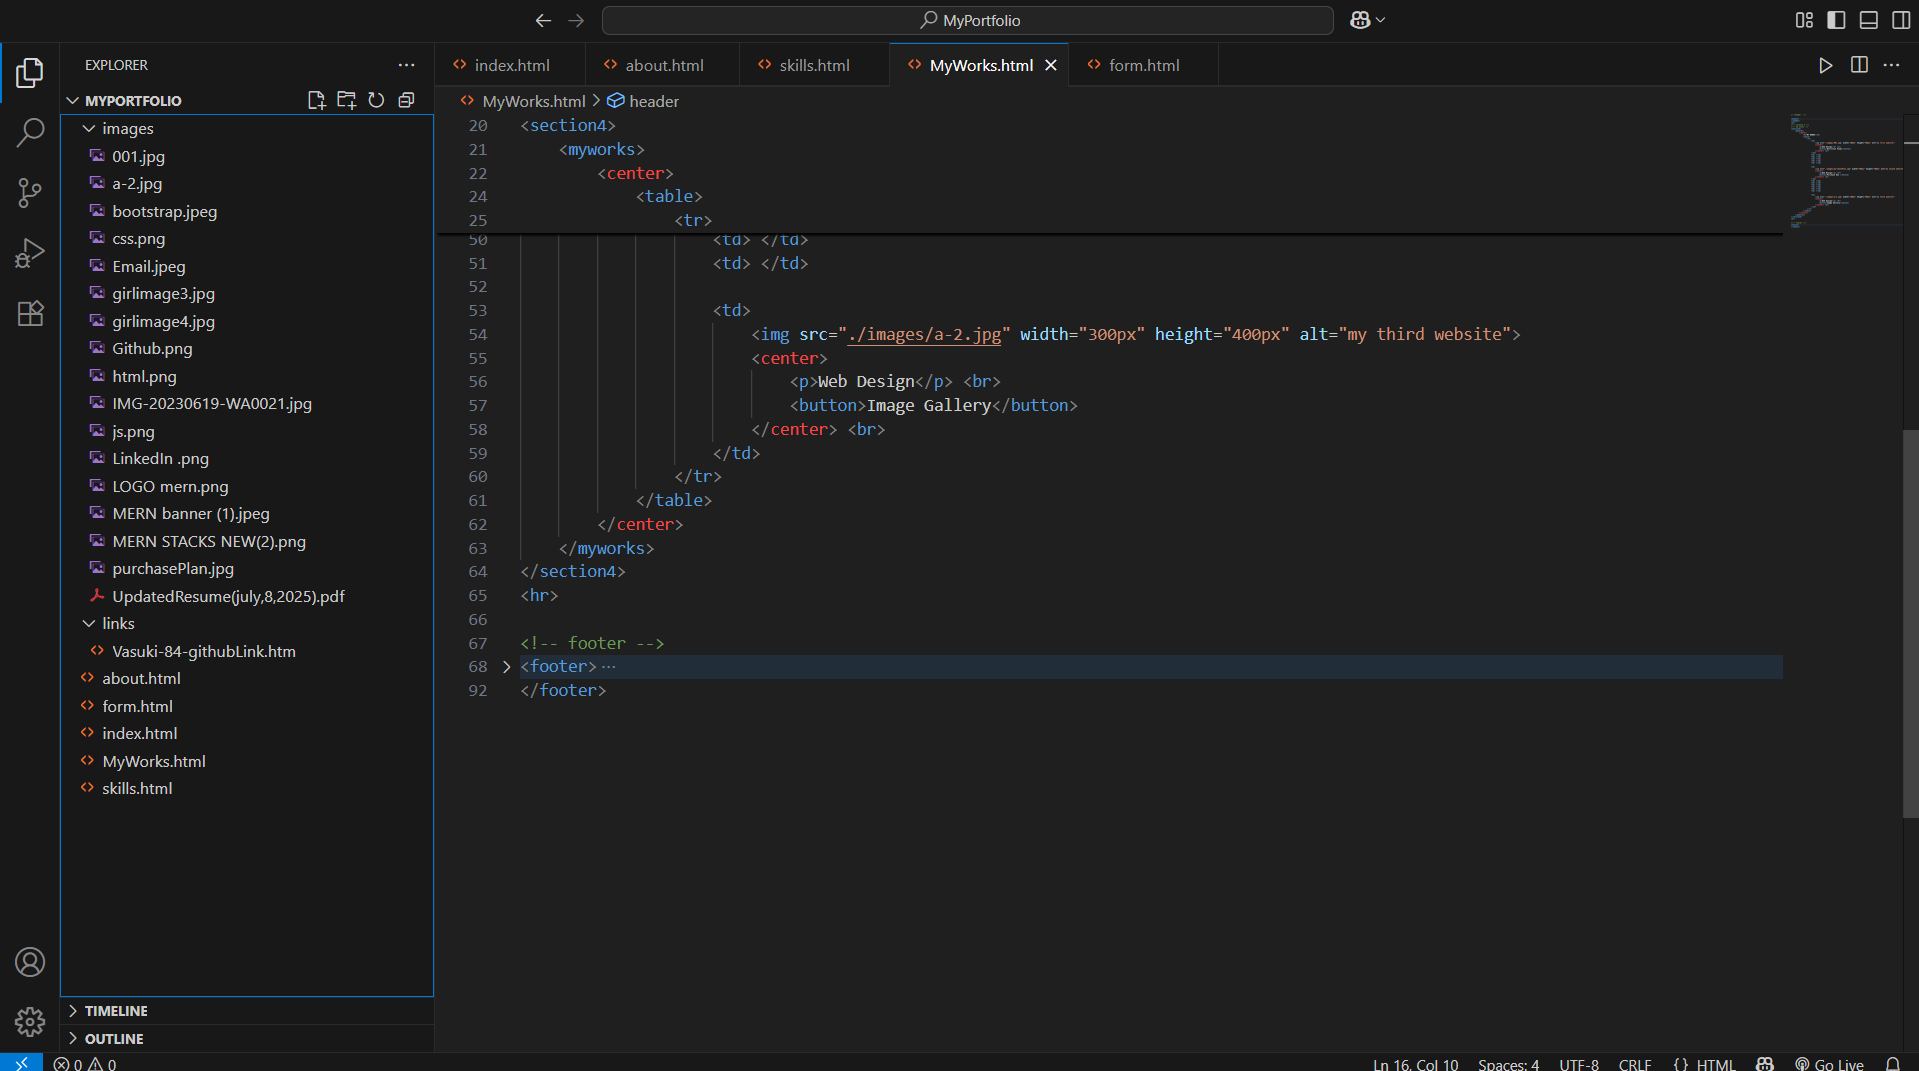 MyPortfolio
EXPLORER
index.html
about.html
skills.html
MyWorks.html
form.html
MYPORTFOLIO
MyWorks.html > header
images
001.jpg
a-2.jpg
bootstrap.jpeg
css.png
Email.jpeg
girlimage3.jpg
girlimage4.jpg
Github.png
html.png
IMG-20230619-WA0021.jpg
js.png
LinkedIn .png
LOGO mern.png
MERN banner (1).jpeg
MERN STACKS NEW(2).png
purchasePlan.jpg
UpdatedResume(july,8,2025).pdf
links
Vasuki-84-githubLink.htm
about.html
form.html
index.html
MyWorks.html
skills.html
TIMELINE
OUTLINE
20 <section4>
21 <myworks>
22 <center>
24 <table>
25 <tr>
50 <td> </td>
51 <td> </td>
52
53 <td>
54 <img src="./images/a-2.jpg" width="300px" height="400px" alt="my third website">
55 <center>
56 <p>Web Design</p> <br>
57 <button>Image Gallery</button>
58 </center> <br>
59 </td>
60 </tr>
61 </table>
62 </center>
63 </myworks>
64 </section4>
65 <hr>
66
67 <!-- footer -->
68 <footer>···
92 </footer>
0 0
Ln 16, Col 10
Spaces: 4
UTF-8
CRLF
{} HTML
Go Live